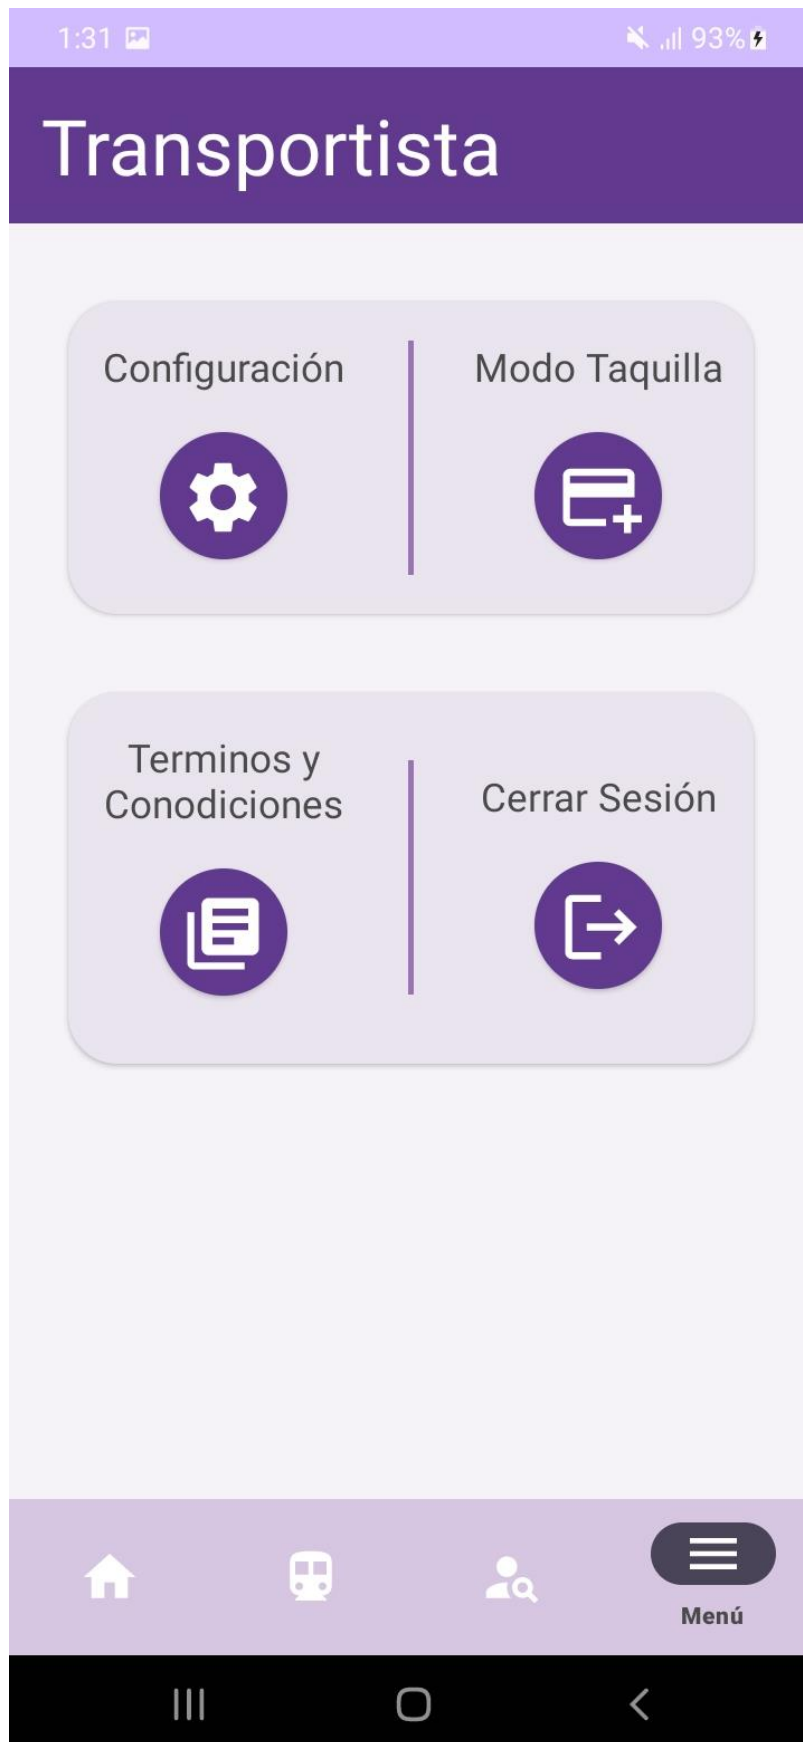 1:31 93%
Transportista
Configuración Modo Taquilla
Terminos y
Conodiciones
Cerrar Sesión
Menú